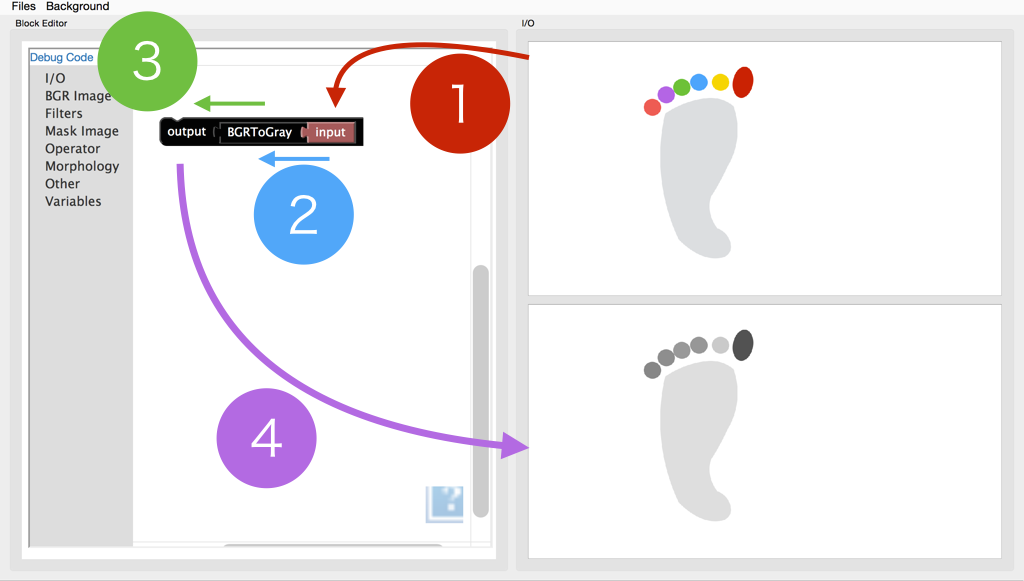 Files Background
Block Editor
I/O
Debug Code
3
1
I/O
BGR Image
Filters
Mask Image
Operator
Morphology
Other
Variables
output BGRToGray input
2
4
?